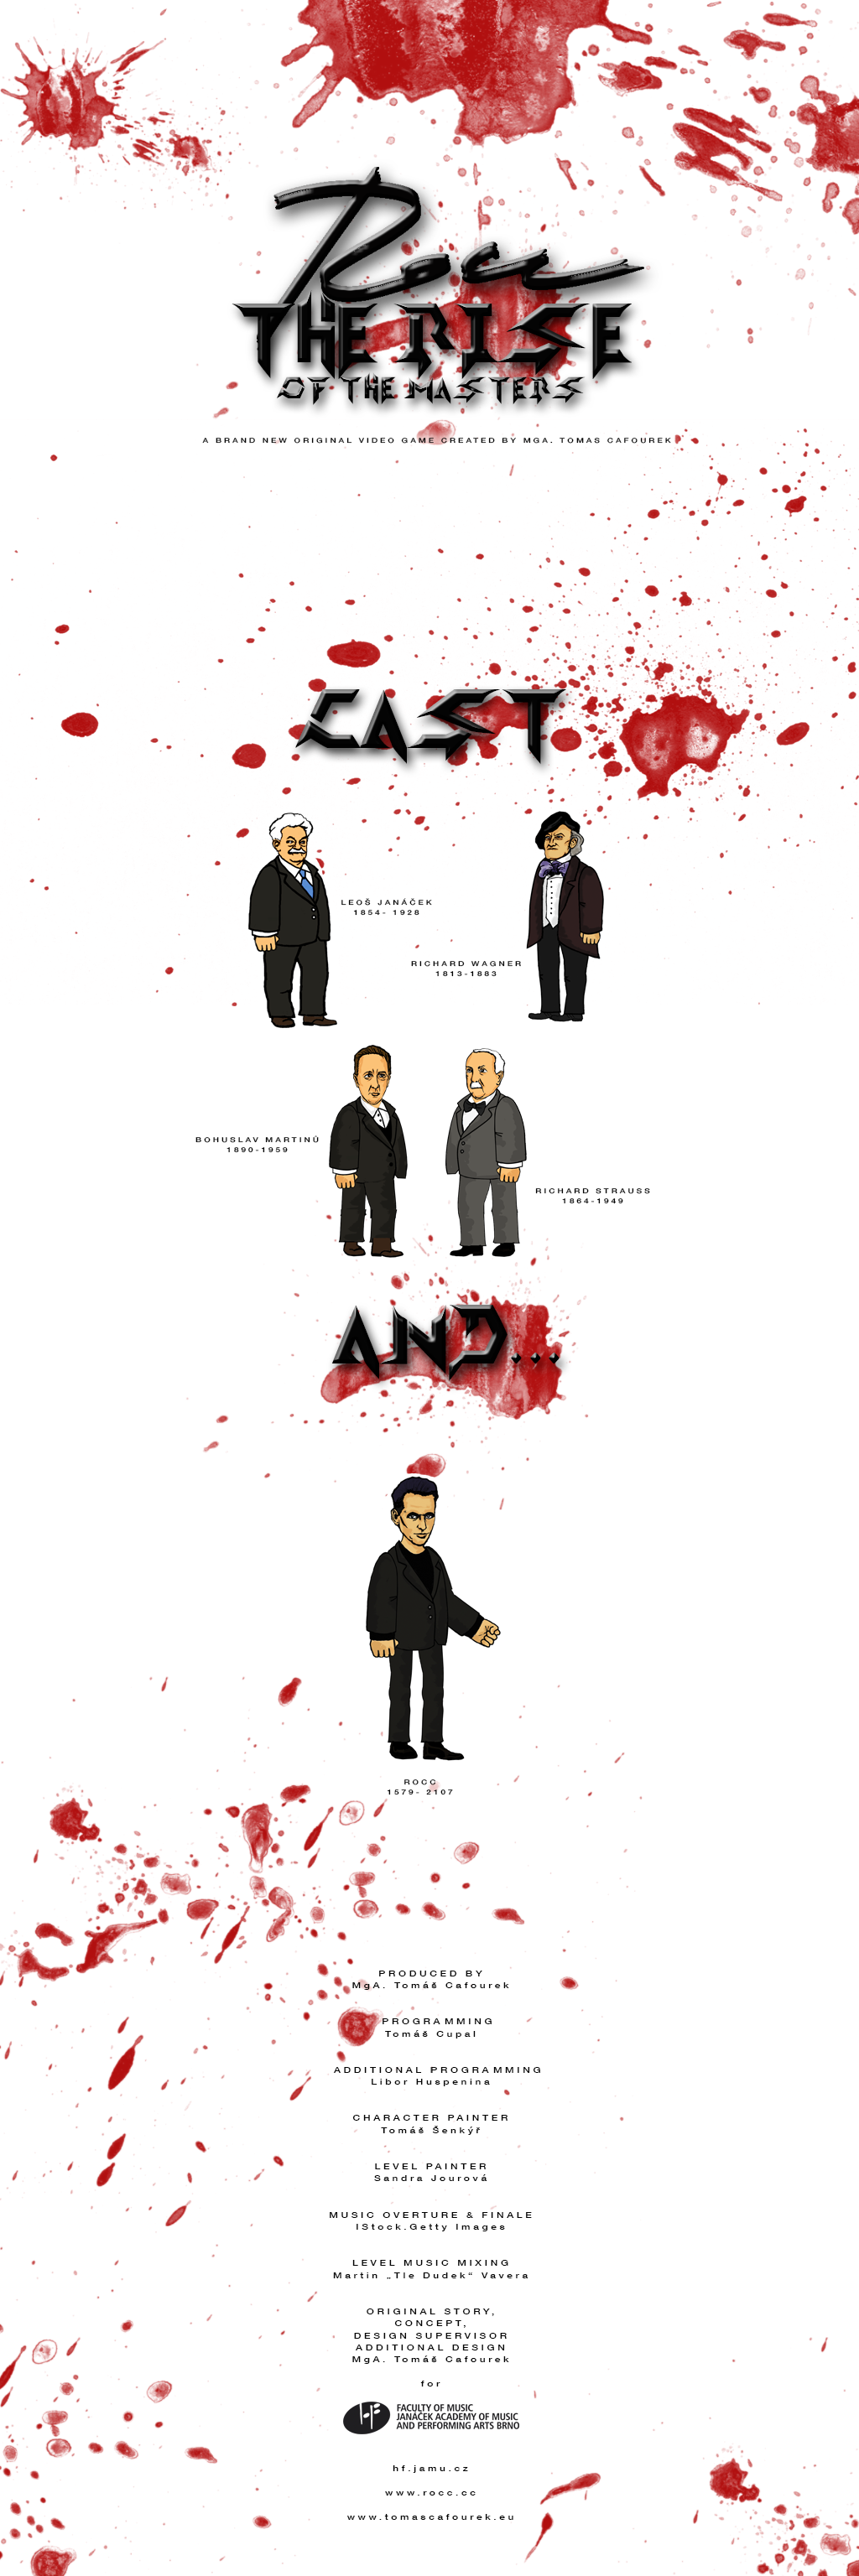 Rocc
THE RISE
OF THE MASTERS
A BRAND NEW ORIGINAL VIDEO GAME CREATED BY MGA. TOMAS CAFOUREK
CAST
LEOŠ JANÁČEK
1854- 1928
RICHARD WAGNER
1813-1883
BOHUSLAV MARTINŮ
1890-1959
RICHARD STRAUSS
1864-1949
AND...
ROCC
1579- 2107
PRODUCED BY
MgA. Tomáš Cafourek
PROGRAMMING
Tomáš Cupal
ADDITIONAL PROGRAMMING
Libor Huspenina
CHARACTER PAINTER
Tomáš Šenkýř
LEVEL PAINTER
Sandra Jourová
MUSIC OVERTURE & FINALE
IStock.Getty Images
LEVEL MUSIC MIXING
Martin „Tle Dudek“ Vavera
ORIGINAL STORY,
CONCEPT,
DESIGN SUPERVISOR
ADDITIONAL DESIGN
MgA. Tomáš Cafourek
for
FACULTY OF MUSIC
JANÁČEK ACADEMY OF MUSIC
AND PERFORMING ARTS BRNO
hf.jamu.cz
www.rocc.cc
www.tomascafourek.eu